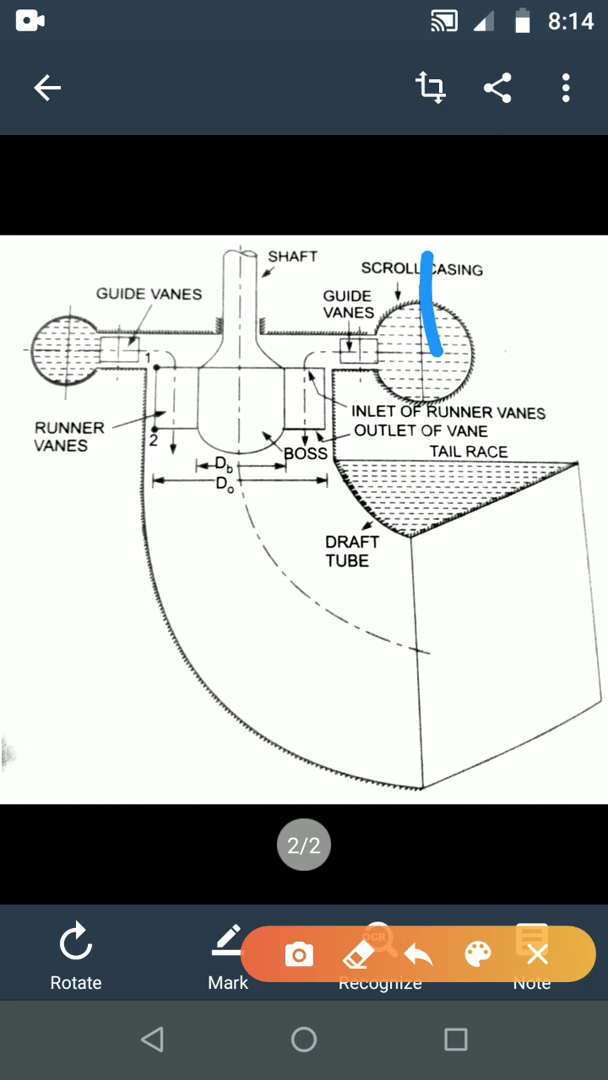 8:14
SHAFT
SCROLL CASING
GUIDE VANES
GUIDE
VANES
1
INLET OF RUNNER VANES
RUNNER
VANES
OUTLET OF VANE
2
BOSS
TAIL RACE
Db
Do
DRAFT
TUBE
2/2
OCR
Rotate
Mark
Recognize
Note